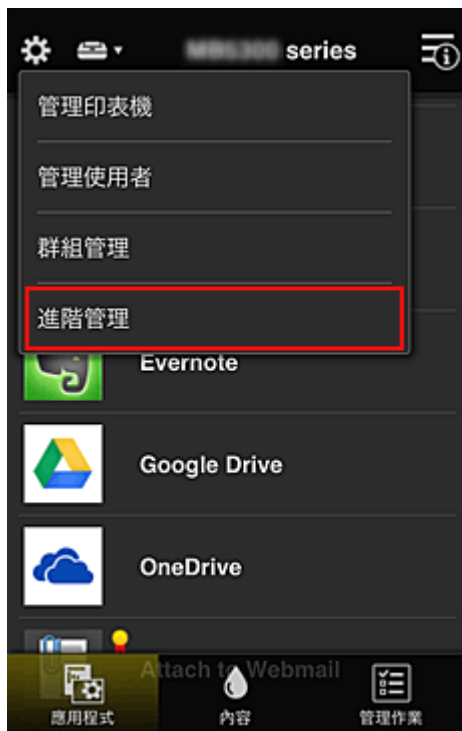 series
管理印表機
管理使用者
群組管理
進階管理
Evernote
Google Drive
OneDrive
Attach to Webmail
應用程式
內容
管理作業